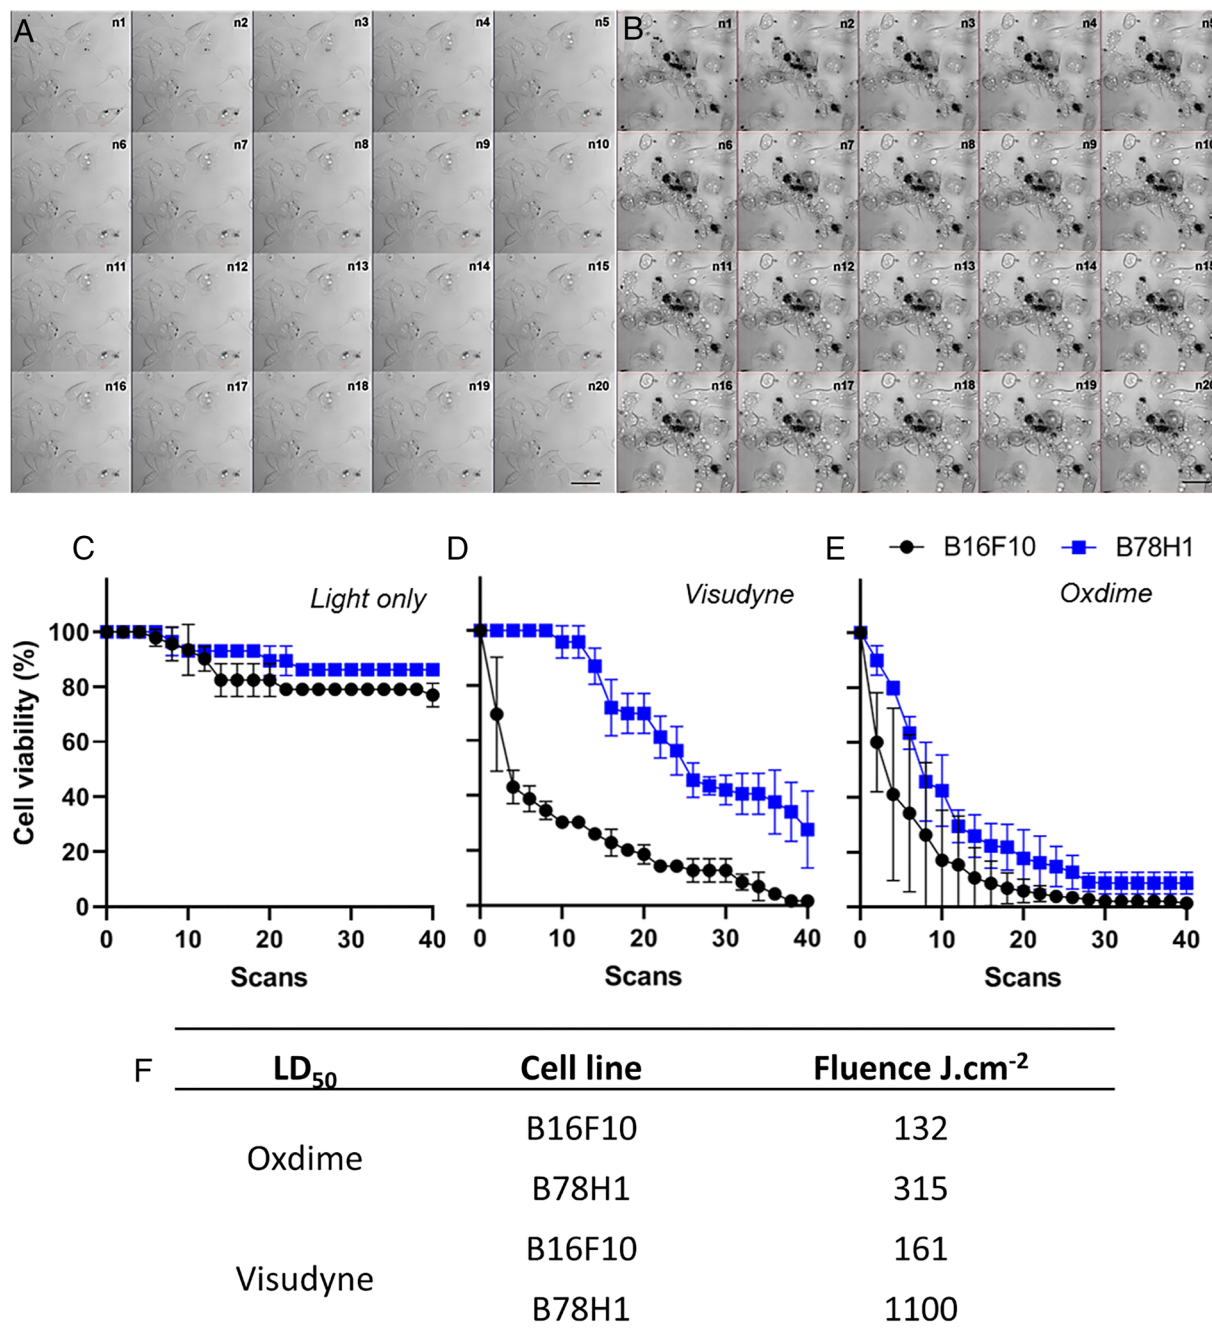 A n1 n2 n3 n4 n5
n6 n7 n8 n9 n10
n11 n12 n13 n14 n15
n16 n17 n18 n19 n20
B n1 n2 n3 n4 n5
n6 n7 n8 n9 n10
n11 n12 n13 n14 n15
n16 n17 n18 n19 n20
C D E B16F10 B78H1
Light only Visudyne Oxdime
Cell viability (%)
100
80
60
40
20
0
0 10 20 30 40
Scans
0 10 20 30 40
Scans
0 10 20 30 40
Scans
F LD50 Cell line Fluence J.cm-2
Oxdime
B16F10 132
B78H1 315
Visudyne
B16F10 161
B78H1 1100